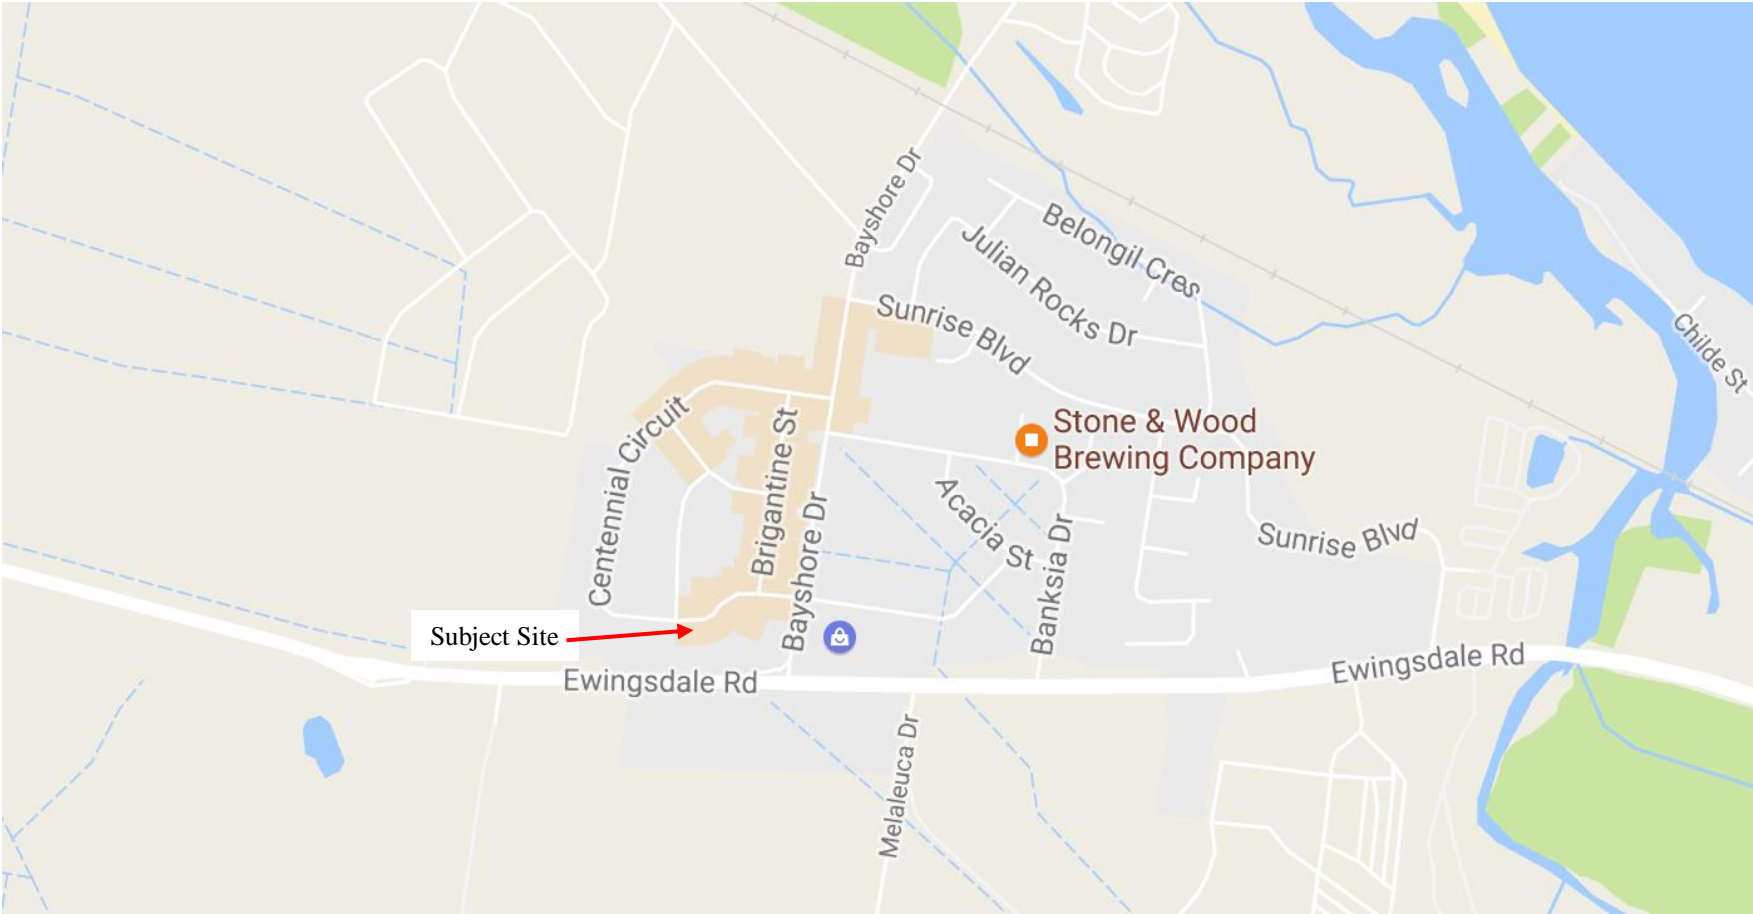 Bayshore Dr
Belongil Cres
Julian Rocks Dr
Sunrise Blvd
Childe St
Centennial Circuit
Brigantine St
Stone & Wood
Brewing Company
Acacia St
Bayshore Dr
Banksia Dr
Sunrise Blvd
Subject Site
Ewingsdale Rd
Ewingsdale Rd
Melaleuca Dr